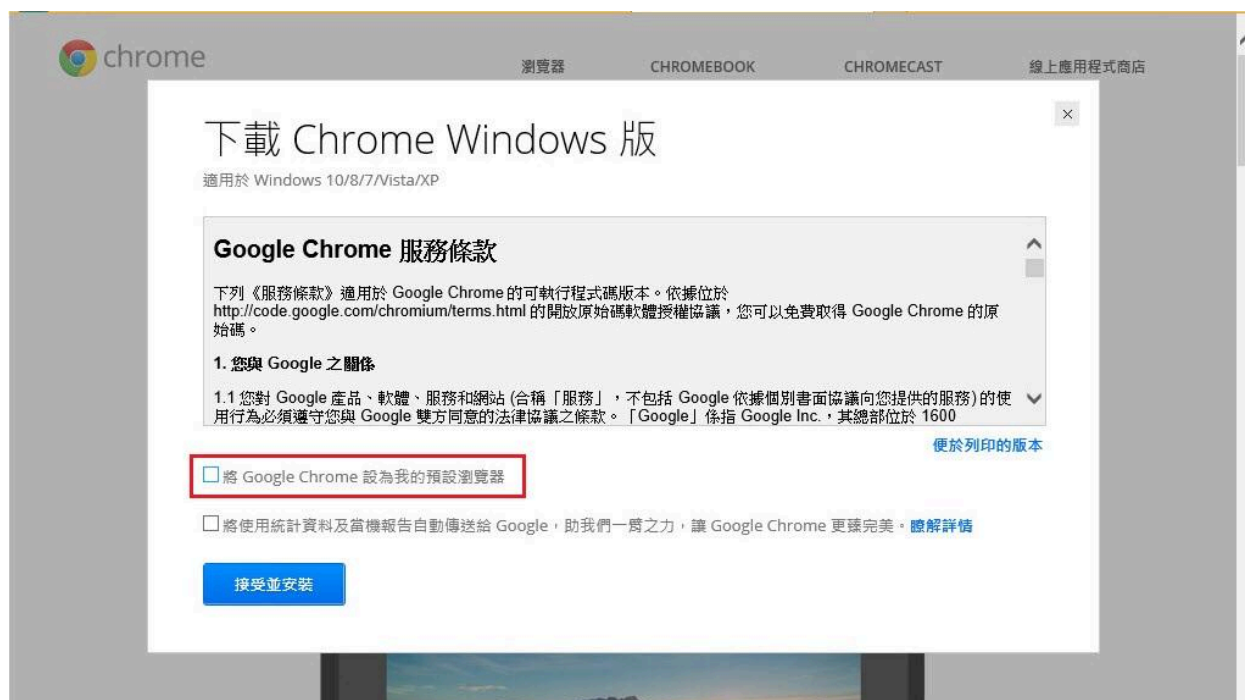 chrome
瀏覽器 CHROMEBOOK CHROMECAST 線上應用程式商店
×
下載 Chrome Windows 版
適用於 Windows 10/8/7/Vista/XP
Google Chrome 服務條款
下列《服務條款》適用於 Google Chrome 的可執行程式碼版本。依據位於
http://code.google.com/chromium/terms.html 的開放原始碼軟體授權協議，您可以免費取得 Google Chrome 的原
始碼。
1. 您與 Google 之關係
1.1 您對 Google 產品、軟體、服務和網站 (合稱「服務」，不包括 Google 依據個別書面協議向您提供的服務) 的使
用行為必須遵守您與 Google 雙方同意的法律協議之條款。「Google」係指 Google Inc.，其總部位於 1600
便於列印的版本
將 Google Chrome 設為我的預設瀏覽器
將使用統計資料及當機報告自動傳送給 Google，助我們一臂之力，讓 Google Chrome 更臻完美。瞭解詳情
接受並安裝